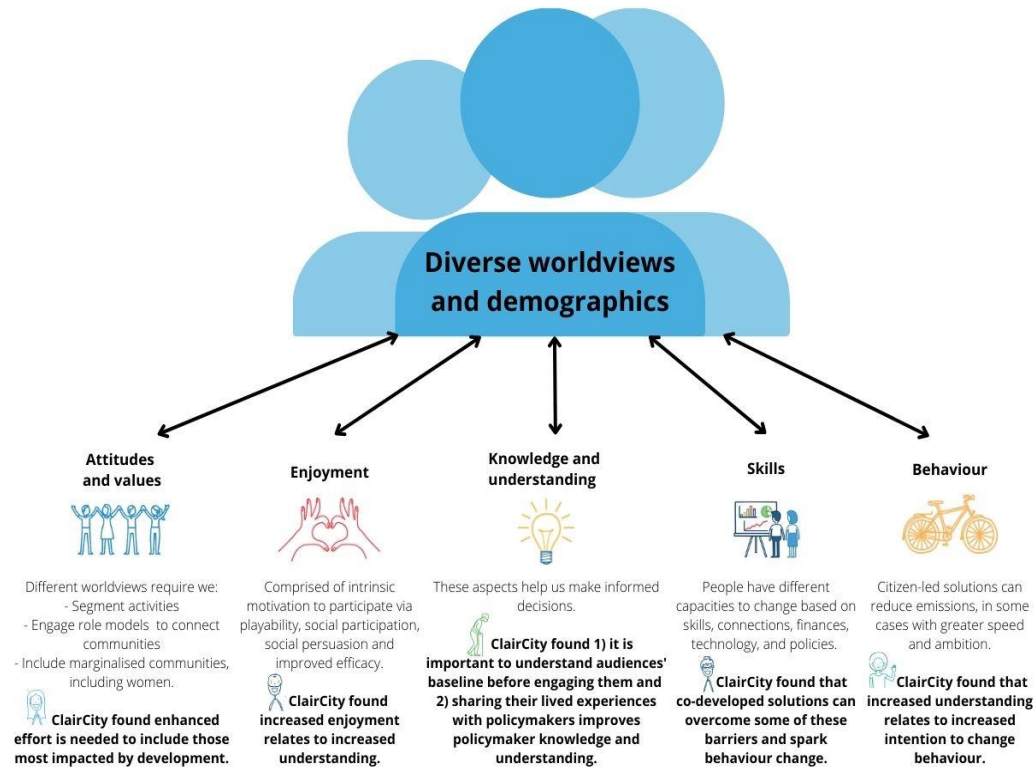 Diverse worldviews
and demographics
Attitudes
and values
Different worldviews require we:
- Segment activities
- Engage role models to connect
communities
- Include marginalised communities,
including women.
ClairCity found enhanced
effort is needed to include those
most impacted by development.
Enjoyment
Comprised of intrinsic
motivation to participate via
playability, social participation,
social persuasion and
improved efficacy.
ClairCity found
increased enjoyment
relates to increased
understanding.
Knowledge and
understanding
These aspects help us make informed
decisions.
ClairCity found 1) it is
important to understand audiences'
baseline before engaging them and
2) sharing their lived experiences
with policymakers improves
policymaker knowledge and
understanding.
Skills
People have different
capacities to change based on
skills, connections, finances,
technology, and policies.
ClairCity found that
co-developed solutions can
overcome some of these
barriers and spark
behaviour change.
Behaviour
Citizen-led solutions can
reduce emissions, in some
cases with greater speed
and ambition.
ClairCity found that
increased understanding
relates to increased
intention to change
behaviour.